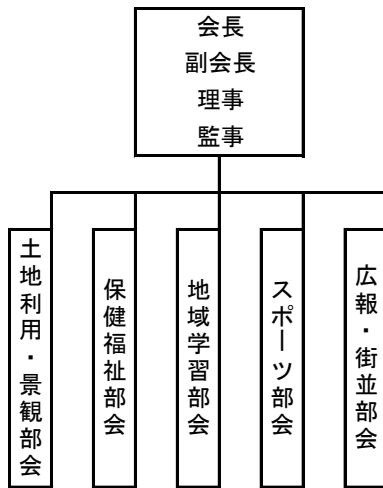 会長
副会長
理事
監事
土地利用・景観部会
保健福祉部会
地域学習部会
スポーツ部会
広報・街並部会